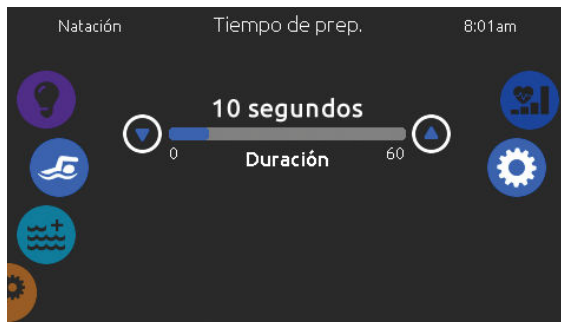 Natación
Tiempo de prep.
8:01am
10 segundos
0
Duración
60